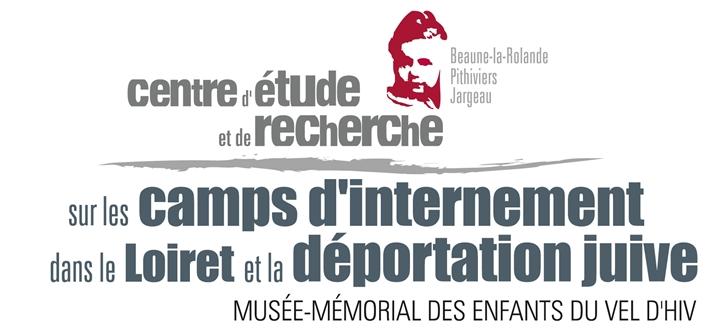 Beaune-la-Rolande
Pithiviers
Jargeau
centre d'étude
et de recherche
sur les camps d'internement
dans le Loiret et la déportation juive
MUSÉE-MÉMORIAL DES ENFANTS DU VEL D'HIV